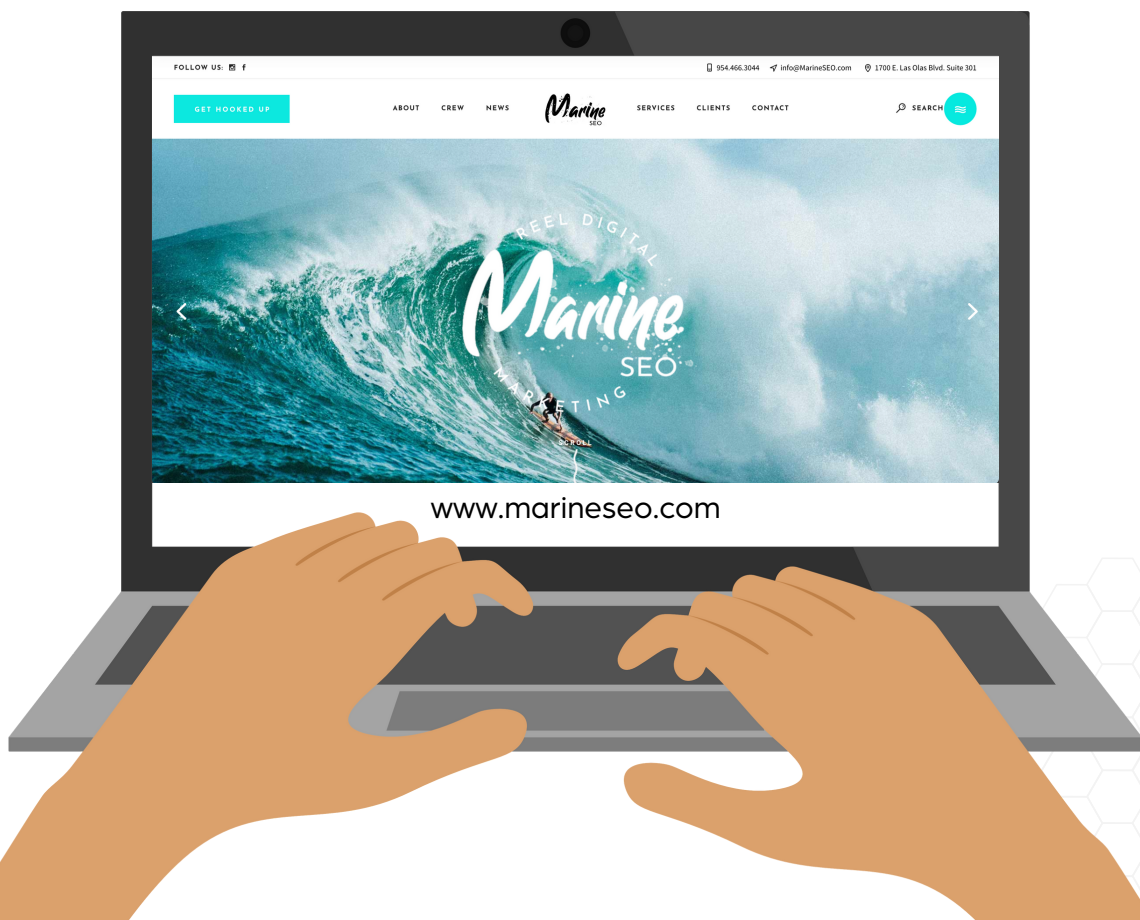 FOLLOW US:
954.466.3044 info@MarineSEO.com 1700 E. Las Olas Blvd. Suite 301
GET HOOKED UP
ABOUT CREW NEWS
Marine
SEO
SERVICES CLIENTS CONTACT
SEARCH
REEL DIGITAL
Marine
SEO
MARKETING
SCROLL
www.marineseo.com